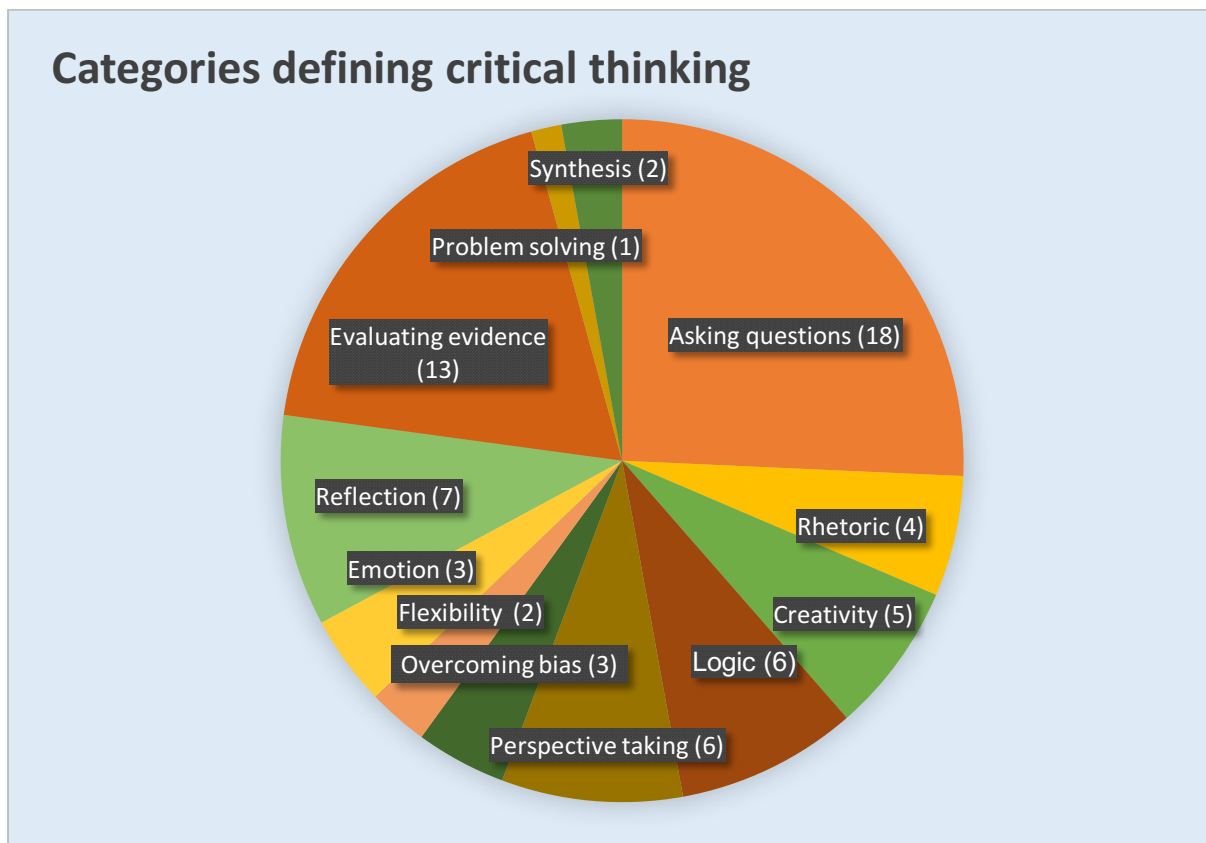 Categories defining critical thinking
Synthesis (2)
Problem solving (1)
Asking questions (18)
Evaluating evidence
(13)
Reflection (7)
Rhetoric (4)
Emotion (3)
Flexibility  (2)
Creativity (5)
Overcoming bias (3)
Logic (6)
Perspective taking (6)